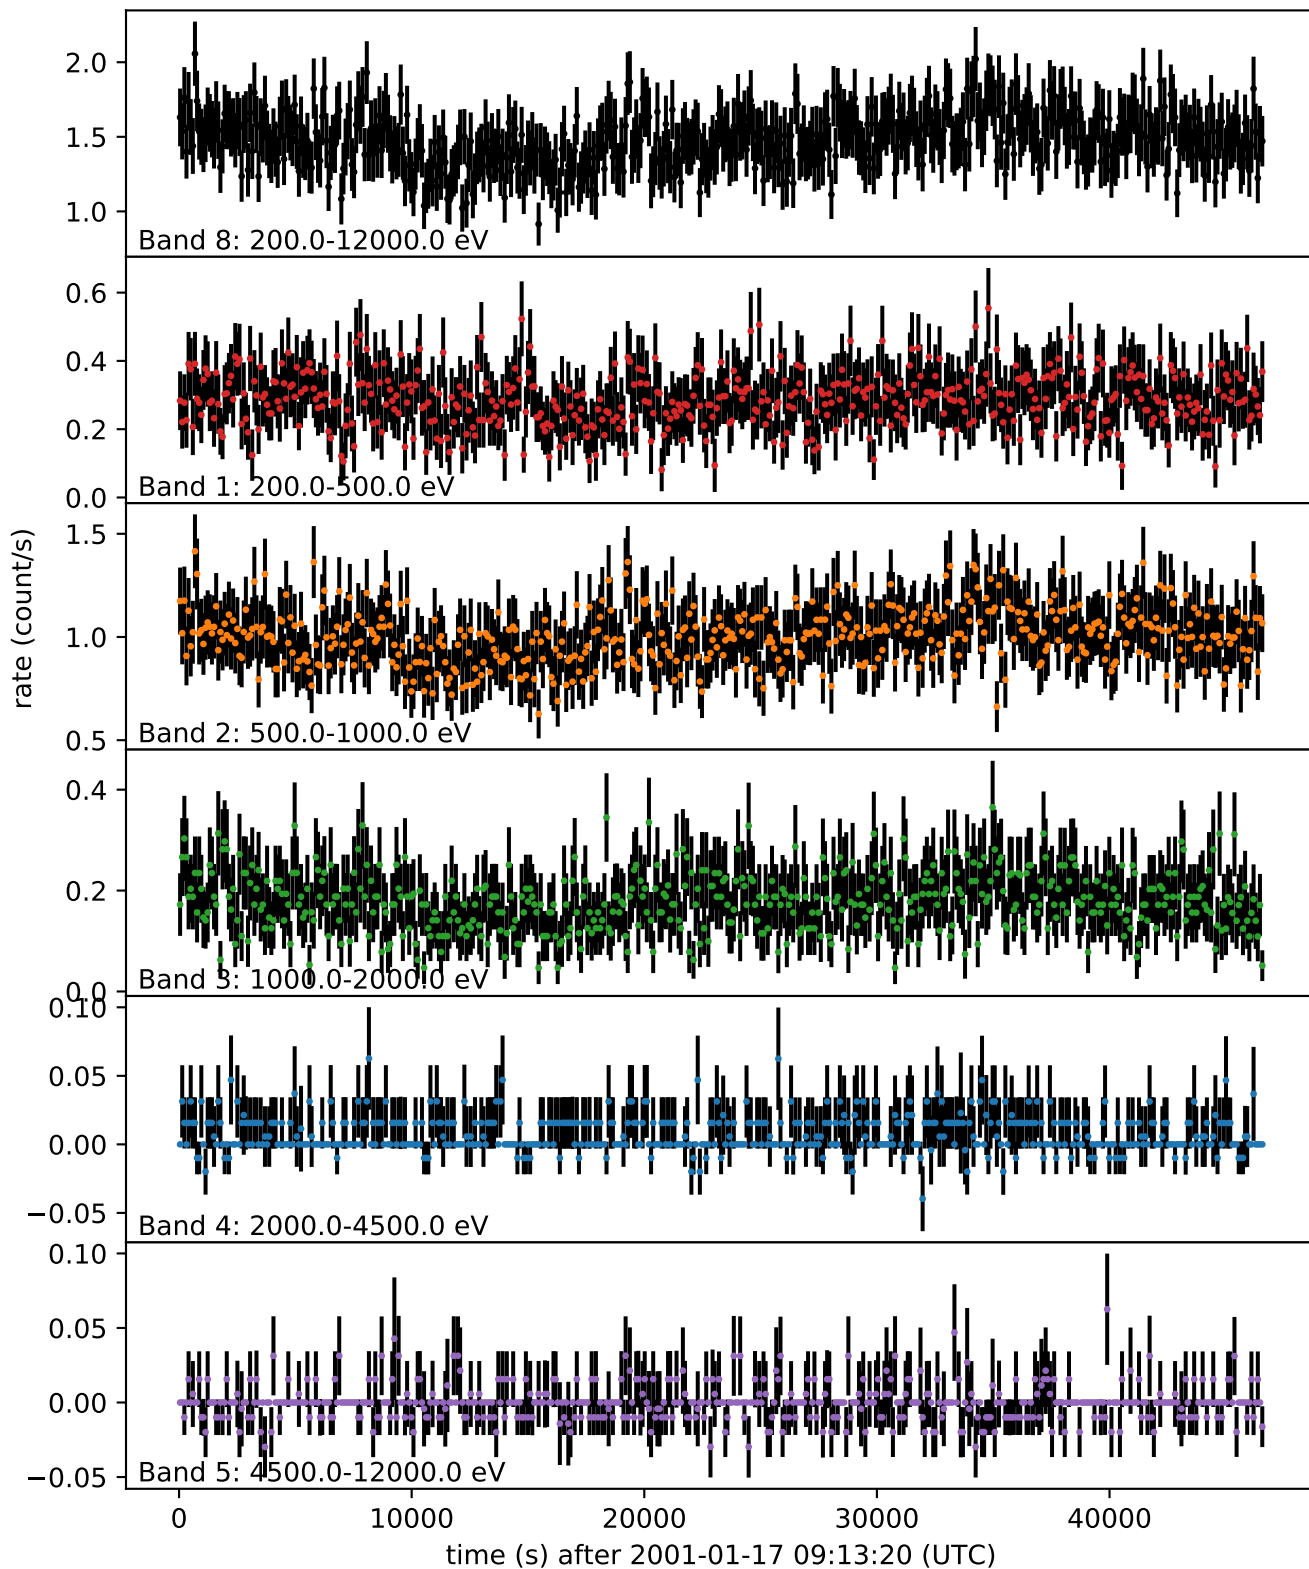 2.0
1.5
1.0
Band 8: 200.0-12000.0 eV
0.6
0.4
0.2
0.0
Band 1: 200.0-500.0 eV
rate (count/s)
1.5
1.0
0.5
Band 2: 500.0-1000.0 eV
0.4
0.2
0.0
Band 3: 1000.0-2000.0 eV
0.10
0.05
0.00
−0.05
Band 4: 2000.0-4500.0 eV
0.10
0.05
0.00
−0.05
Band 5: 4500.0-12000.0 eV
0 10000 20000 30000 40000
time (s) after 2001-01-17 09:13:20 (UTC)